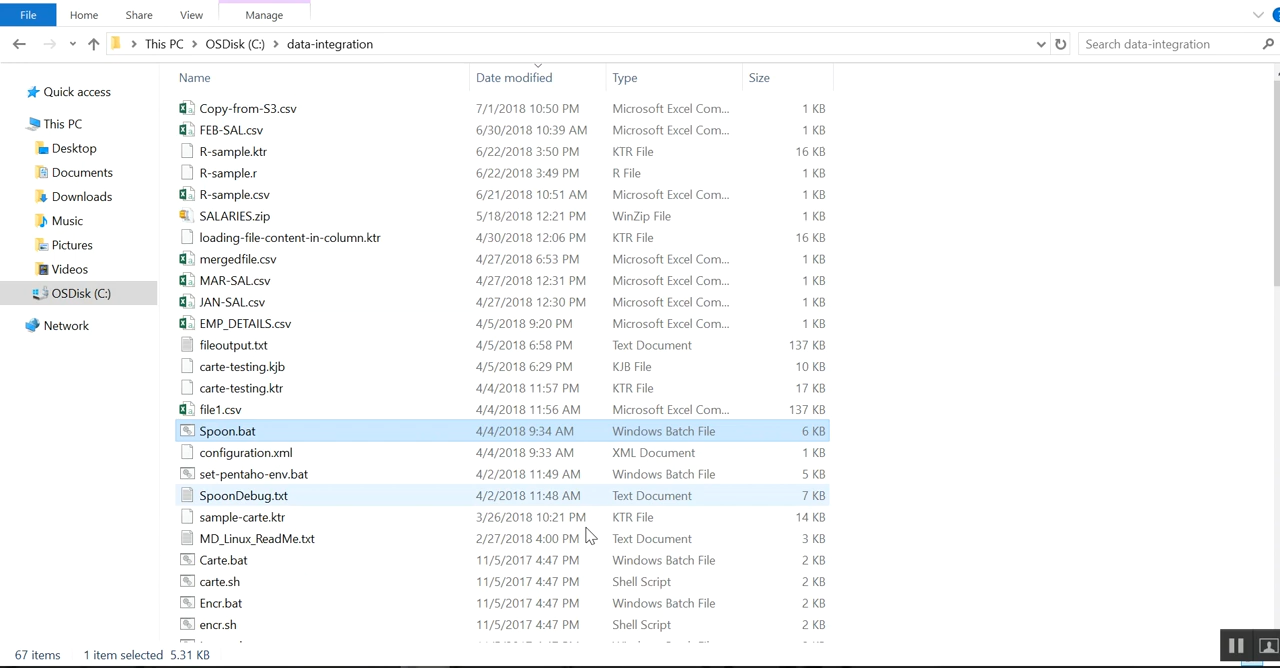 File Home Share View Manage
This PC OSDisk (C:) data-integration Search data-integration
Quick access
This PC
Desktop
Documents
Downloads
Music
Pictures
Videos
OSDisk (C:)
Network
Name Date modified Type Size
Copy-from-S3.csv 7/1/2018 10:50 PM Microsoft Excel Com... 1 KB
FEB-SAL.csv 6/30/2018 10:39 AM Microsoft Excel Com... 1 KB
R-sample.ktr 6/22/2018 3:50 PM KTR File 16 KB
R-sample.r 6/22/2018 3:49 PM R File 1 KB
R-sample.csv 6/21/2018 10:51 AM Microsoft Excel Com... 1 KB
SALARIES.zip 5/18/2018 12:21 PM WinZip File 1 KB
loading-file-content-in-column.ktr 4/30/2018 12:06 PM KTR File 16 KB
mergedfile.csv 4/27/2018 6:53 PM Microsoft Excel Com... 1 KB
MAR-SAL.csv 4/27/2018 12:31 PM Microsoft Excel Com... 1 KB
JAN-SAL.csv 4/27/2018 12:30 PM Microsoft Excel Com... 1 KB
EMP_DETAILS.csv 4/5/2018 9:20 PM Microsoft Excel Com... 1 KB
fileoutput.txt 4/5/2018 6:58 PM Text Document 137 KB
carte-testing.kjb 4/5/2018 6:29 PM KJB File 10 KB
carte-testing.ktr 4/4/2018 11:57 PM KTR File 17 KB
file1.csv 4/4/2018 11:56 AM Microsoft Excel Com... 137 KB
Spoon.bat 4/4/2018 9:34 AM Windows Batch File 6 KB
configuration.xml 4/4/2018 9:33 AM XML Document 1 KB
set-pentaho-env.bat 4/2/2018 11:49 AM Windows Batch File 5 KB
SpoonDebug.txt 4/2/2018 11:48 AM Text Document 7 KB
sample-carte.ktr 3/26/2018 10:21 PM KTR File 14 KB
MD_Linux_ReadMe.txt 2/27/2018 4:00 PM Text Document 3 KB
Carte.bat 11/5/2017 4:47 PM Windows Batch File 2 KB
carte.sh 11/5/2017 4:47 PM Shell Script 2 KB
Encr.bat 11/5/2017 4:47 PM Windows Batch File 2 KB
encr.sh 11/5/2017 4:47 PM Shell Script 2 KB
67 items 1 item selected 5.31 KB